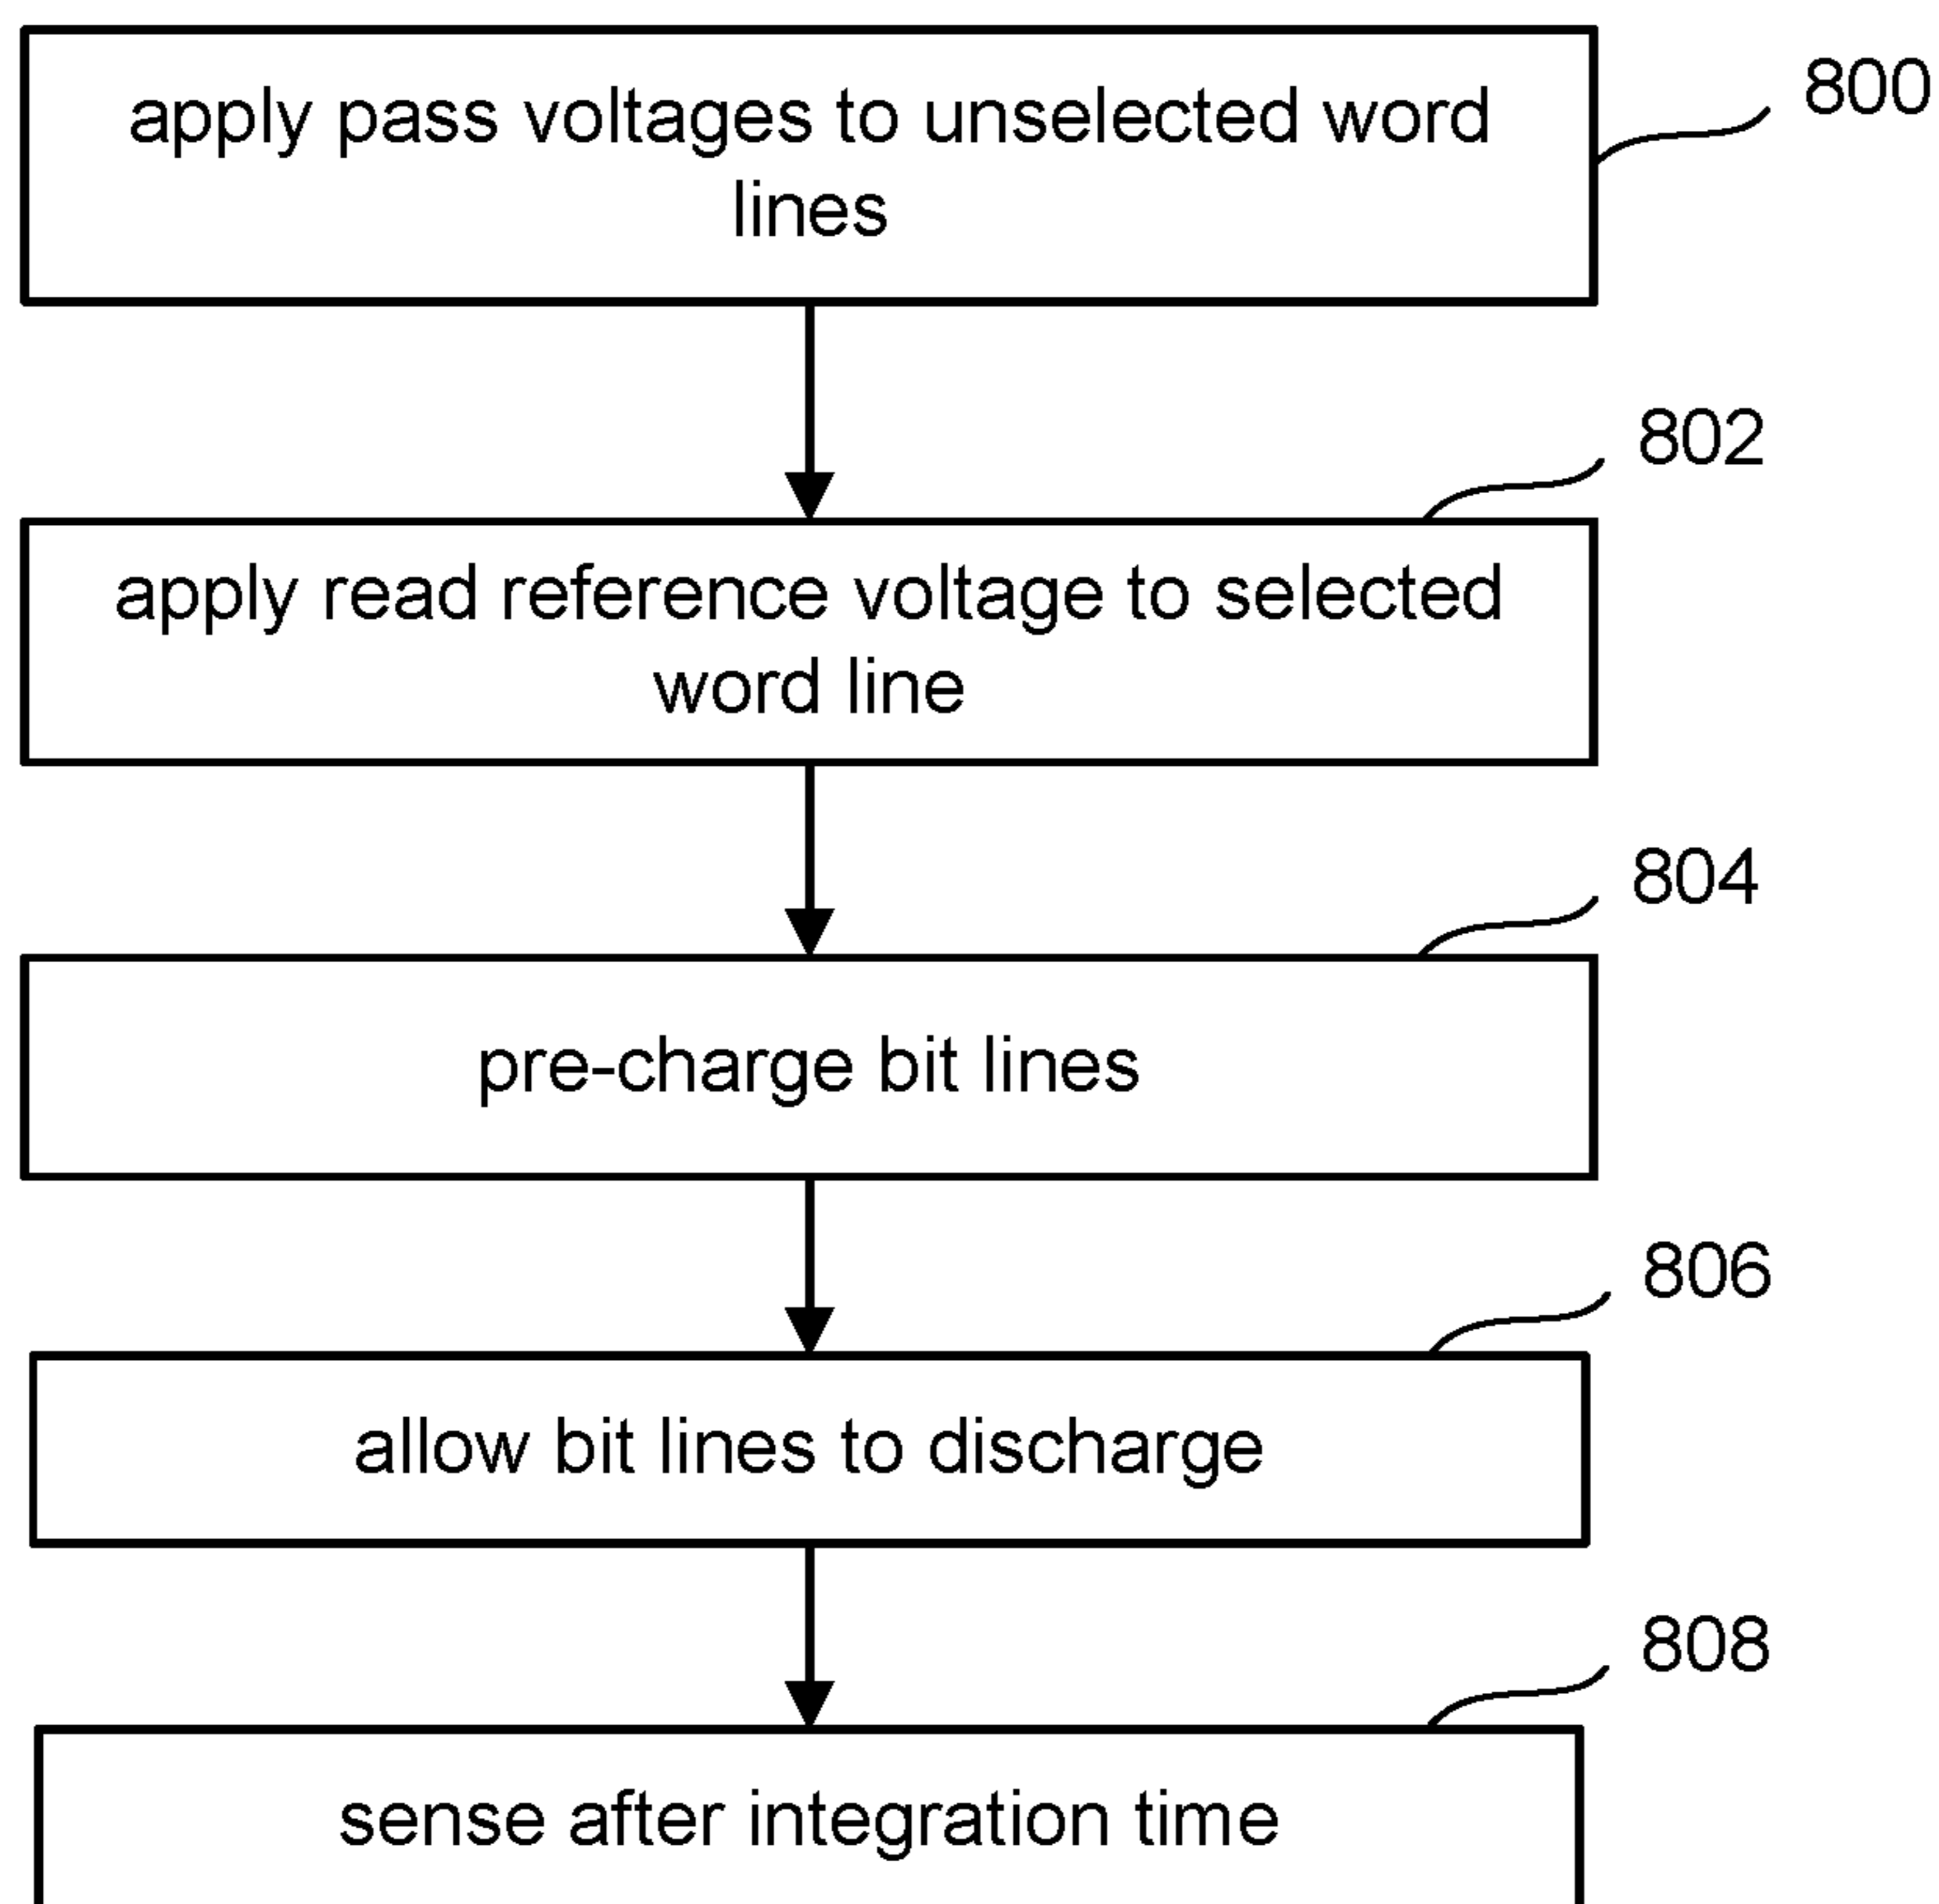 800
apply pass voltages to unselected word
lines
802
apply read reference voltage to selected
word line
804
pre-charge bit lines
806
allow bit lines to discharge
808
sense after integration time